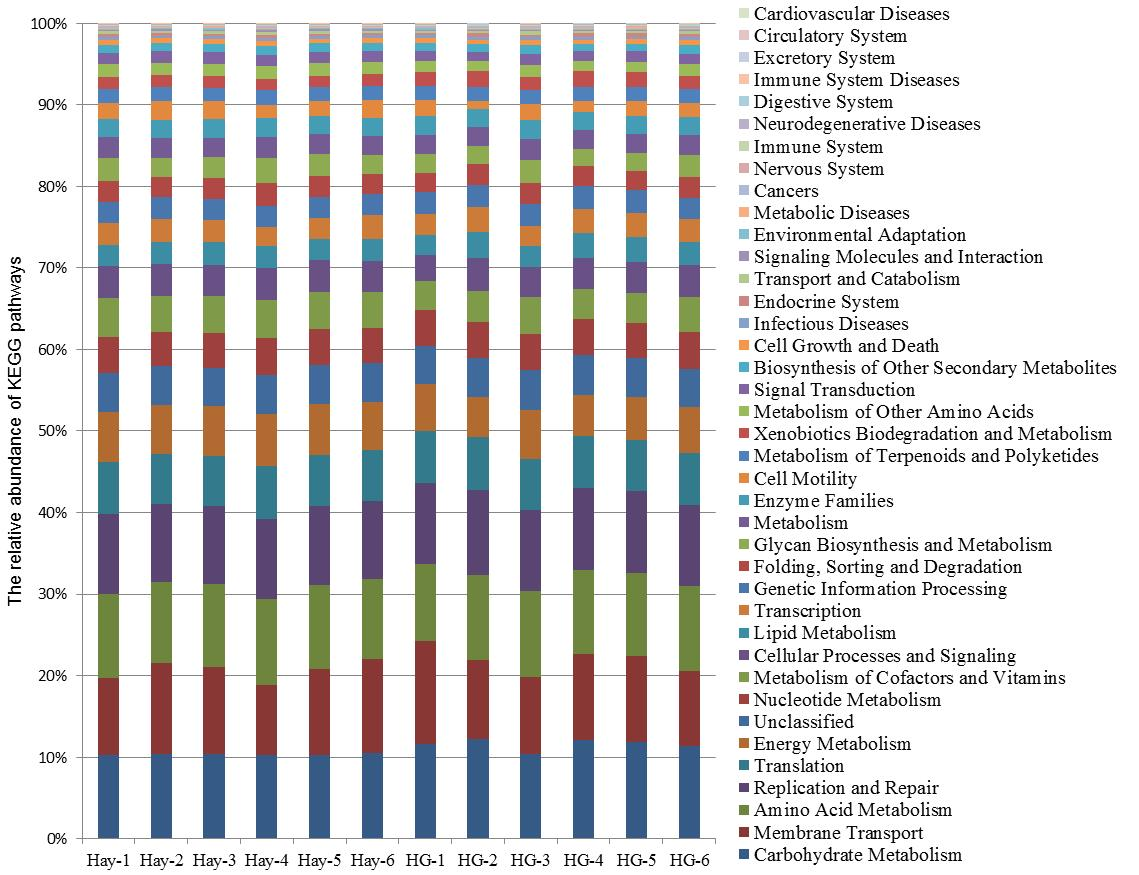 The relative abundance of KEGG pathways
100%
90%
80%
70%
60%
50%
40%
30%
20%
10%
0%
Hay-1 Hay-2 Hay-3 Hay-4 Hay-5 Hay-6 HG-1 HG-2 HG-3 HG-4 HG-5 HG-6
Cardiovascular Diseases
Circulatory System
Excretory System
Immune System Diseases
Digestive System
Neurodegenerative Diseases
Immune System
Nervous System
Cancers
Metabolic Diseases
Environmental Adaptation
Signaling Molecules and Interaction
Transport and Catabolism
Endocrine System
Infectious Diseases
Cell Growth and Death
Biosynthesis of Other Secondary Metabolites
Signal Transduction
Metabolism of Other Amino Acids
Xenobiotics Biodegradation and Metabolism
Metabolism of Terpenoids and Polyketides
Cell Motility
Enzyme Families
Metabolism
Glycan Biosynthesis and Metabolism
Folding, Sorting and Degradation
Genetic Information Processing
Transcription
Lipid Metabolism
Cellular Processes and Signaling
Metabolism of Cofactors and Vitamins
Nucleotide Metabolism
Unclassified
Energy Metabolism
Translation
Replication and Repair
Amino Acid Metabolism
Membrane Transport
Carbohydrate Metabolism